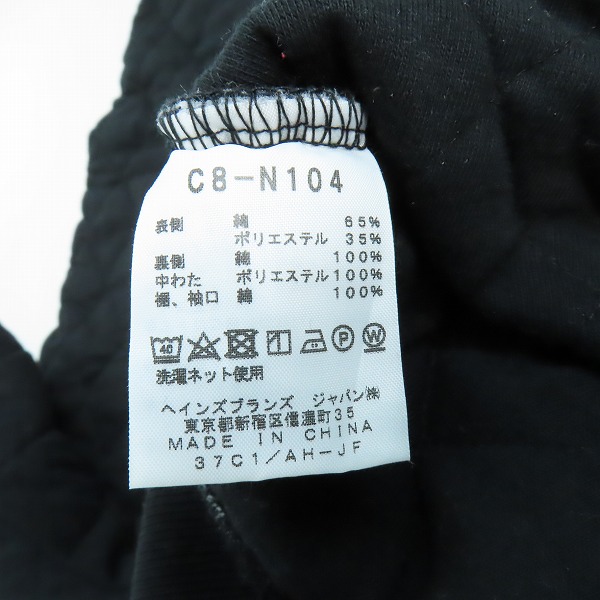 C8-N104
表側 綿 65%
ポリエステル 35%
裏側 綿 100%
中わた ポリエステル 100%
裾、袖口 綿 100%
40 P W
洗濯ネット使用
ヘインズブランズ ジャパン㈱
東京都新宿区信濃町35
MADE IN CHINA
37C1/AH-JF